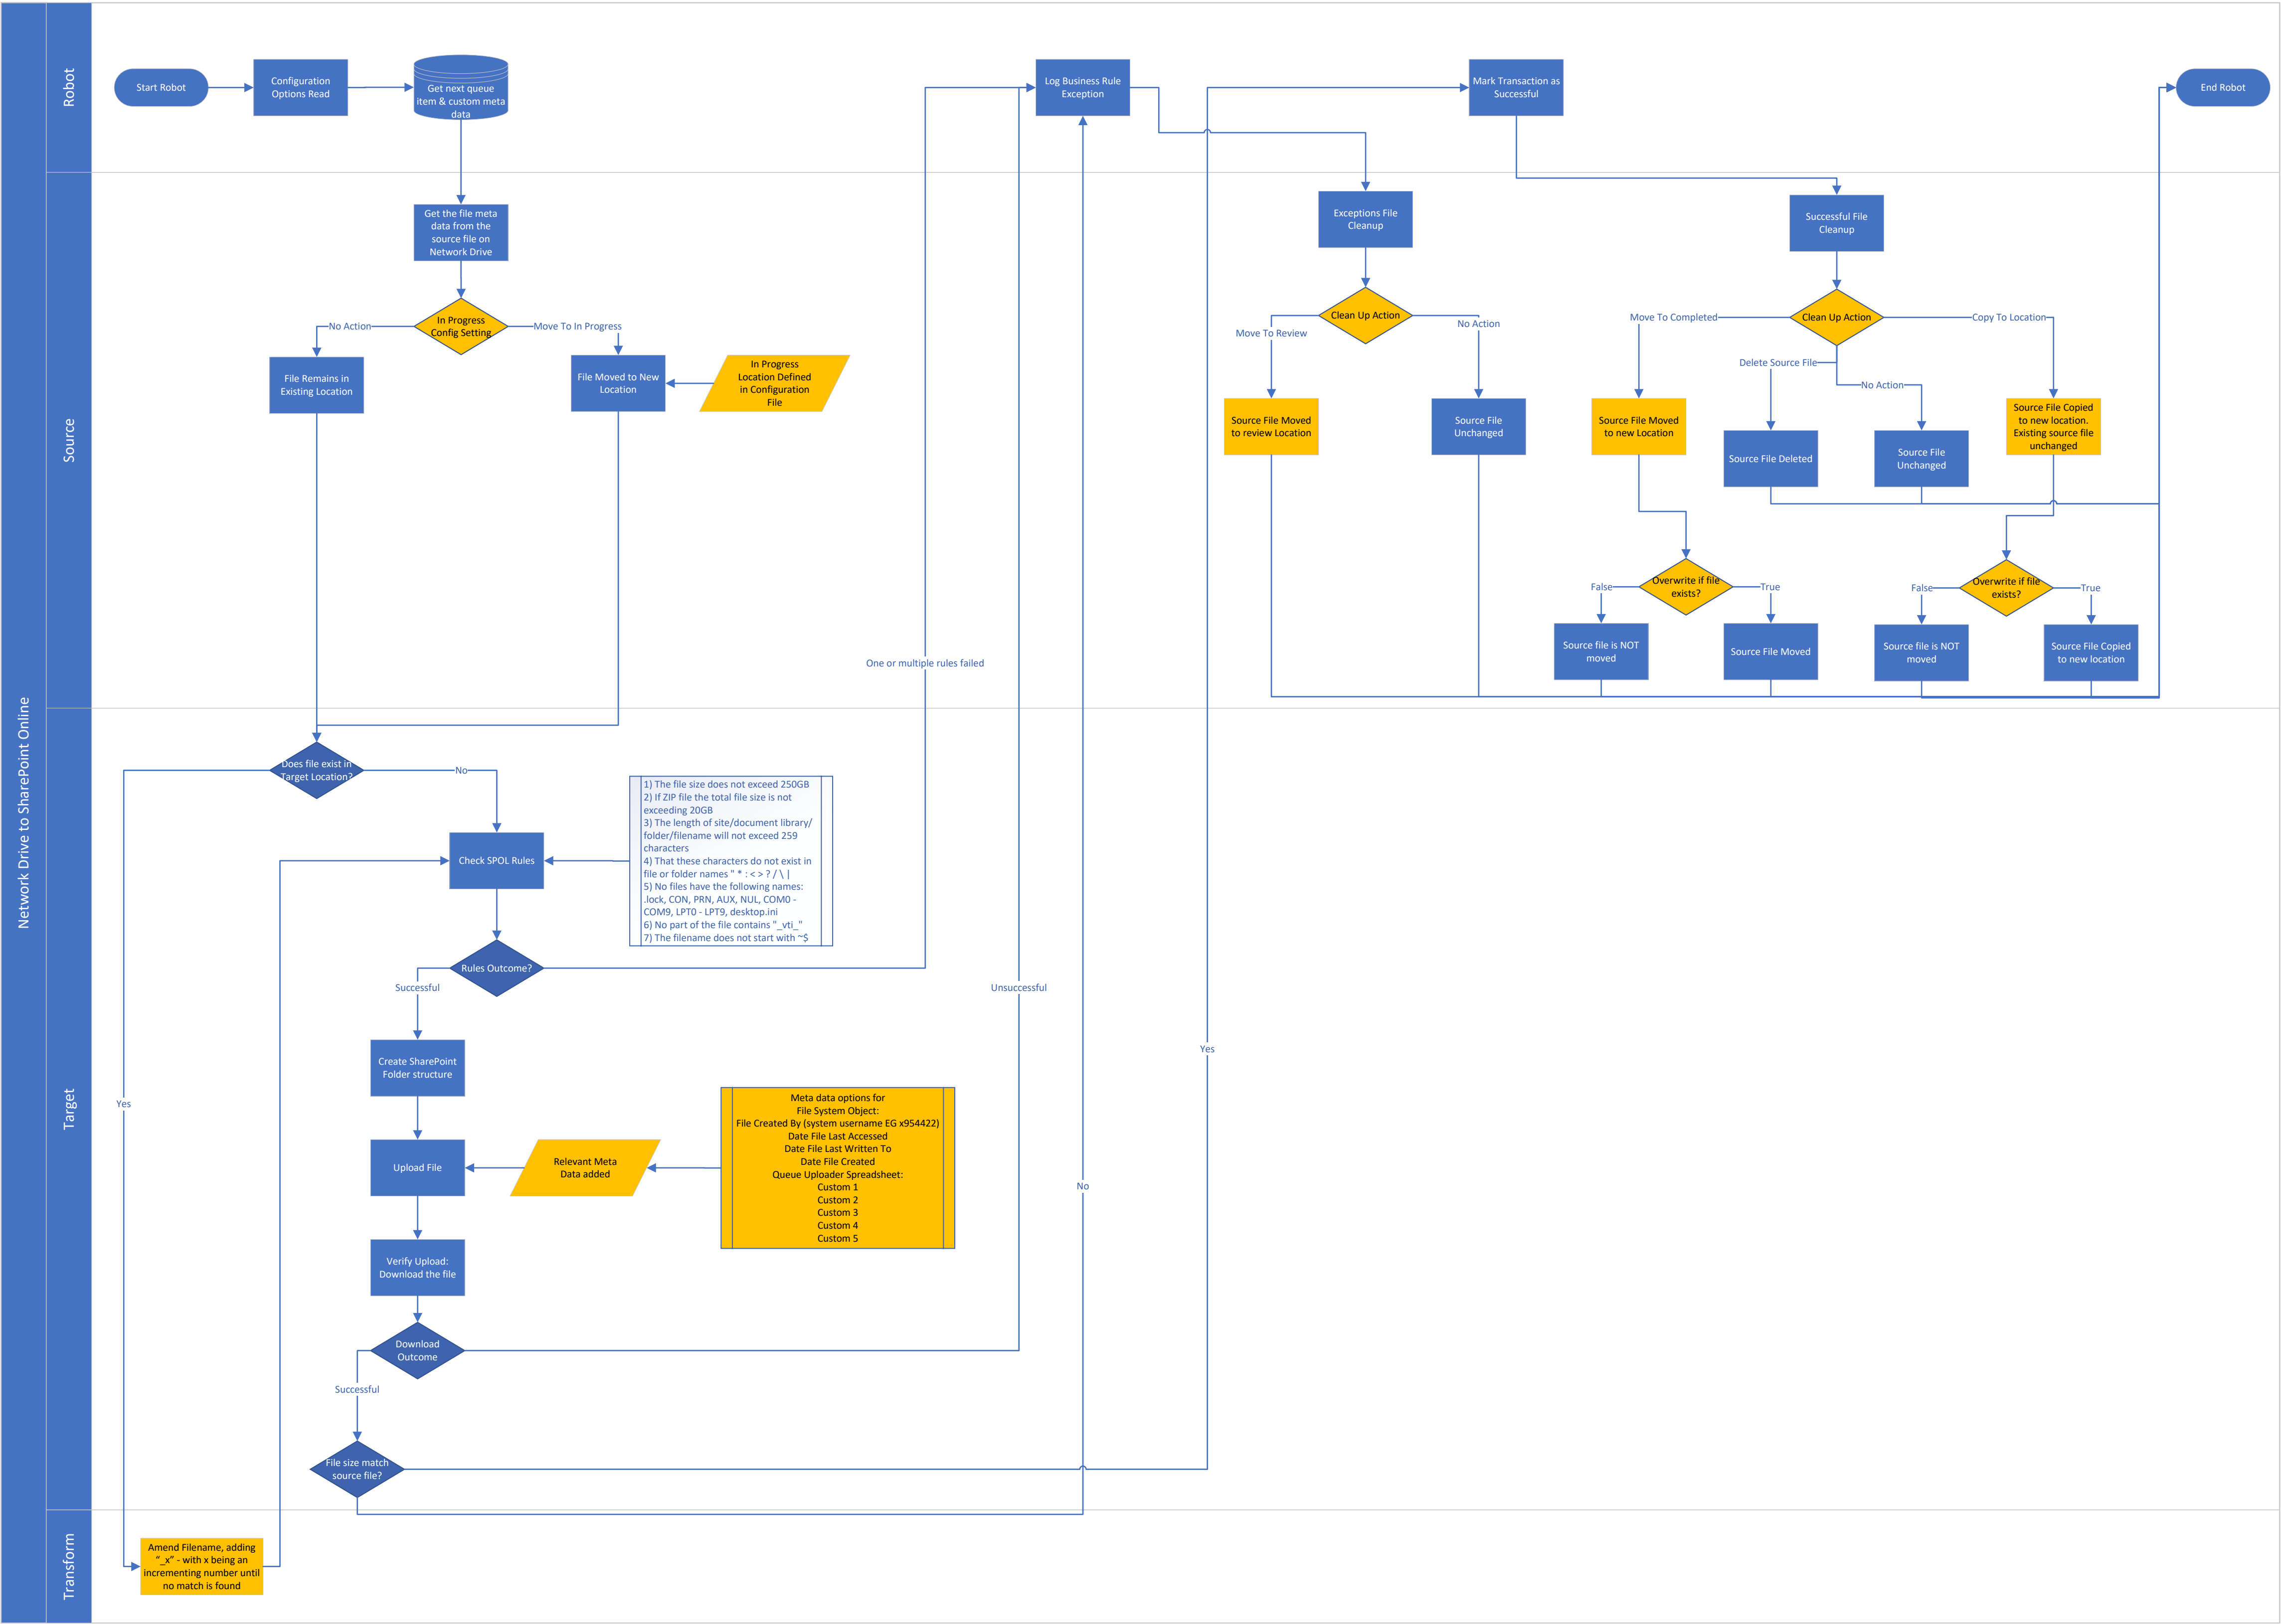 Network Drive to SharePoint Online
Robot
Start Robot
Configuration
Options Read
Get next queue
item & custom meta
data
Log Business Rule
Exception
Mark Transaction as
Successful
End Robot
Source
Get the file meta
data from the
source file on
Network Drive
In Progress
Config Setting
No Action
Move To In Progress
File Remains in
Existing Location
File Moved to New
Location
In Progress
Location Defined
in Configuration
File
Exceptions File
Cleanup
Clean Up Action
Move To Review
No Action
Source File Moved
to review Location
Source File
Unchanged
Successful File
Cleanup
Clean Up Action
Move To Completed
Copy To Location
Delete Source File
No Action
Source File Moved
to new Location
Source File Deleted
Source File
Unchanged
Source File Copied
to new location.
Existing source file
unchanged
Overwrite if file
exists?
False
True
Source file is NOT
moved
Source File Moved
Overwrite if file
exists?
False
True
Source file is NOT
moved
Source File Copied
to new location
One or multiple rules failed
Target
Does file exist in
Target Location?
No
Yes
Check SPOL Rules
1) The file size does not exceed 250GB
2) If ZIP file the total file size is not
exceeding 20GB
3) The length of site/document library/
folder/filename will not exceed 259
characters
4) That these characters do not exist in
file or folder names " * : < > ? / \ |
5) No files have the following names:
.lock, CON, PRN, AUX, NUL, COM0 -
COM9, LPT0 - LPT9, desktop.ini
6) No part of the file contains "_vti_"
7) The filename does not start with ~$
Rules Outcome?
Successful
Unsuccessful
Create SharePoint
Folder structure
Yes
Upload File
Relevant Meta
Data added
Meta data options for
File System Object:
File Created By (system username EG x954422)
Date File Last Accessed
Date File Last Written To
Date File Created
Queue Uploader Spreadsheet:
Custom 1
Custom 2
Custom 3
Custom 4
Custom 5
No
Verify Upload:
Download the file
Download
Outcome
Successful
File size match
source file?
Transform
Amend Filename, adding
“_x” - with x being an
incrementing number until
no match is found